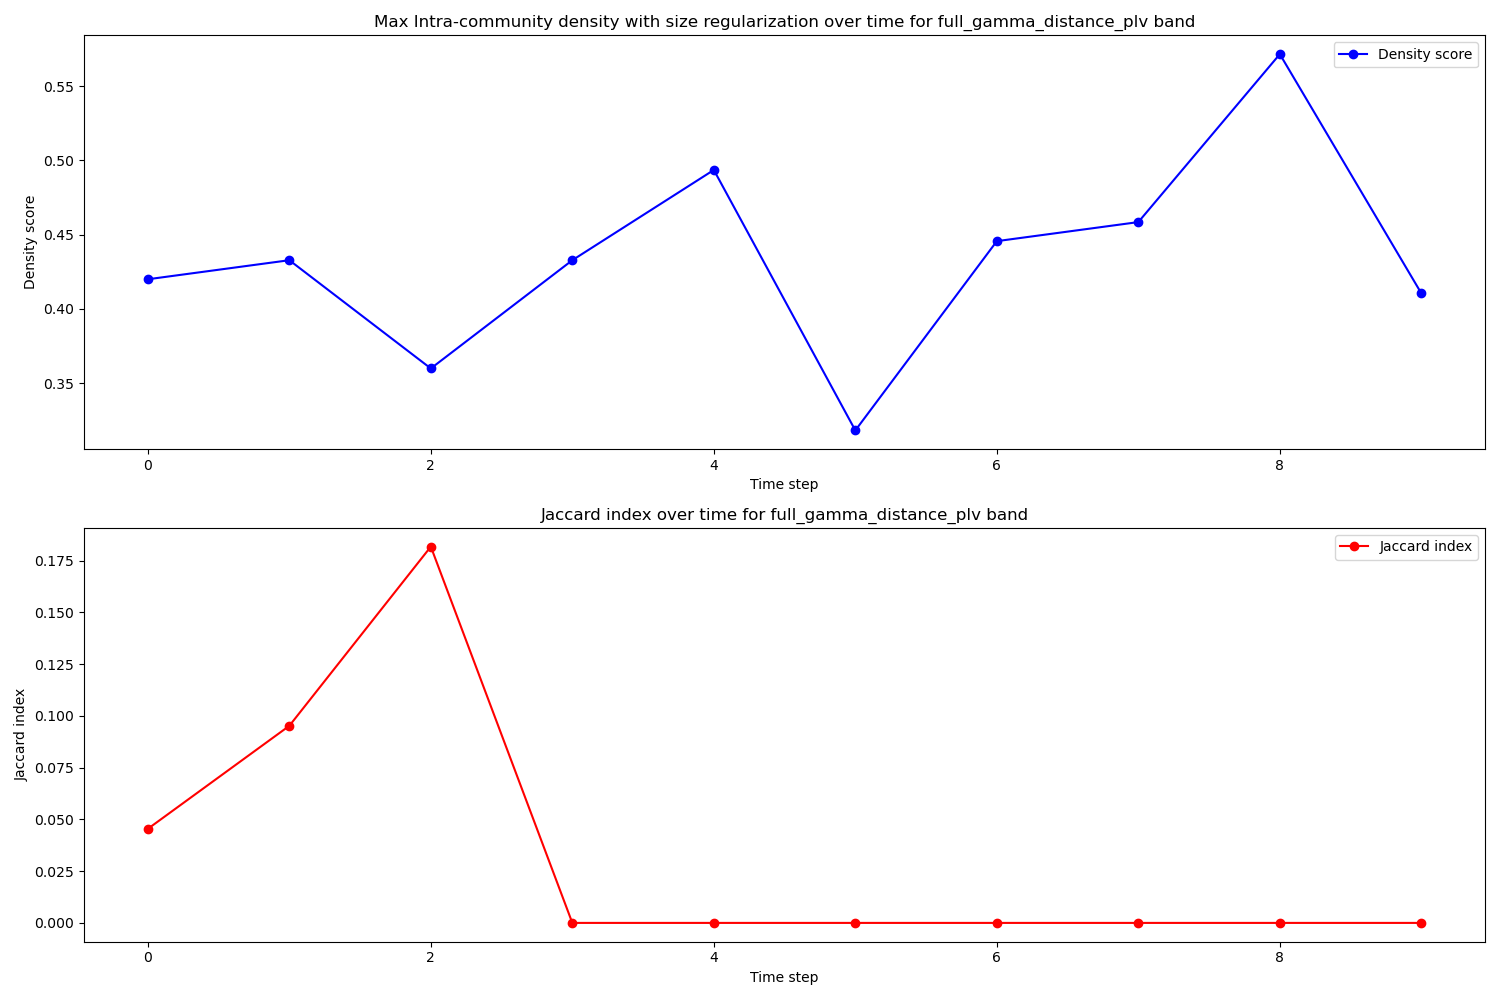 Max Intra-community density with size regularization over time for full_gamma_distance_plv band
Density score
0.55
0.50
0.45
0.40
0.35
Density score
0 2 4 6 8
Time step
Jaccard index over time for full_gamma_distance_plv band
Jaccard index
0.175
0.150
0.125
0.100
0.075
0.050
0.025
0.000
Jaccard index
0 2 4 6 8
Time step